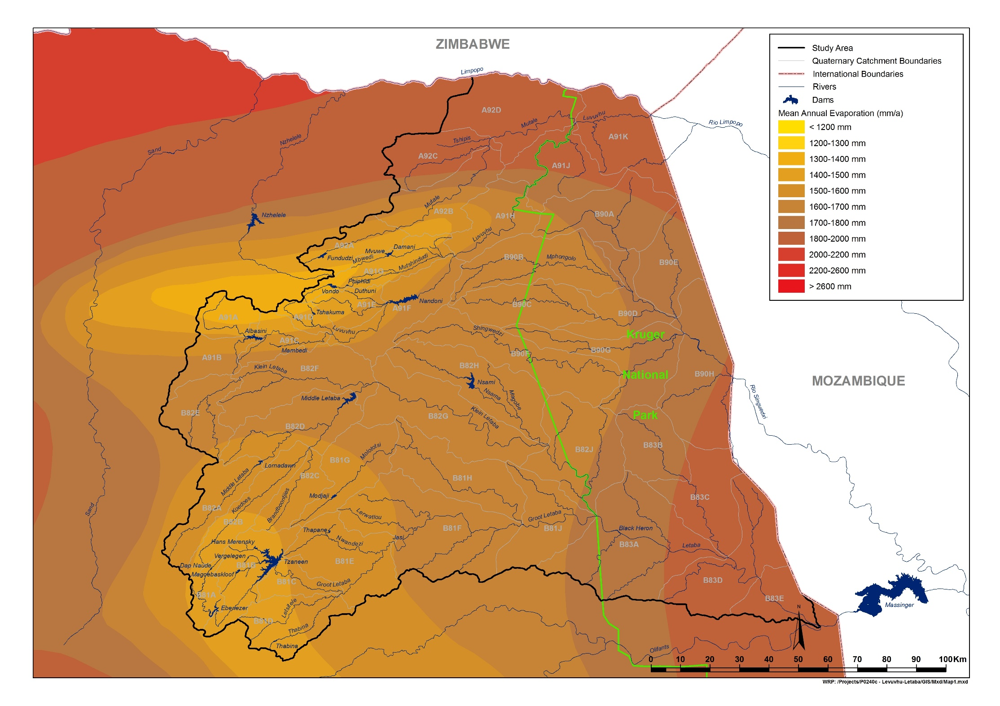 ZIMBABWE
Study Area
Quaternary Catchment Boundaries
International Boundaries
Rivers
Dams
Mean Annual Evaporation (mm/a)
< 1200 mm
1200-1300 mm
1300-1400 mm
1400-1500 mm
1500-1600 mm
1600-1700 mm
1700-1800 mm
1800-2000 mm
2000-2200 mm
2200-2600 mm
> 2600 mm
Limpopo
A92D
Luvuvhu
Mutale
Rio Limpopo
Nzhelele
Tshipis
A91K
Sand
A92C
A91J
Mutale
A92B
Nzhelele
A91H
B90A
Luvuvhu
A92A
Damani
Mvuwe
Fundudzi
Mbwedi
B90B
Mphongolo
B90E
Mutshindudi
A91G
Phiphidi
Vondo
Duthuni
Nandoni
A91E
A91F
B90C
Tshakuma
B90D
A91A
A91D
Albasini
Luvuvhu
Shingwedzi
Kruger
A91C
Mambedi
B90G
B90F
A91B
Klein Letaba
B82F
B82H
National
B90H
Nsami
MOZAMBIQUE
Middle Letaba
Nsama
Magobe
Rio Singuedxi
B82E
Klein Letaba
B82G
Park
B82D
B82J
B83B
Molototsi
B81G
Lornadawn
B82C
B81H
Middle Letaba
Modjaji
B83C
Koedoes
Brandboontjies
B82A
Sand
Lerwatlou
Groot Letaba
B82B
Thapane
B81F
B81J
Black Heron
Nwandezi
Jasi
Hans Merensky
B83A
Letaba
Vergelegen
Tzaneen
B81E
Dap Naude
B81B
Magoebaskloof
B81C
Groot Letaba
B83D
B81A
B83E
Letsitele
Ebenezer
Massinger
B81D
Thabina
Thabina
N
Olifants
0 10 20 30 40 50 60 70 80 90 100 Km
WRP: /Projects/P0240c - Levuvhu-Letaba/GIS/Mxd/Map1.mxd